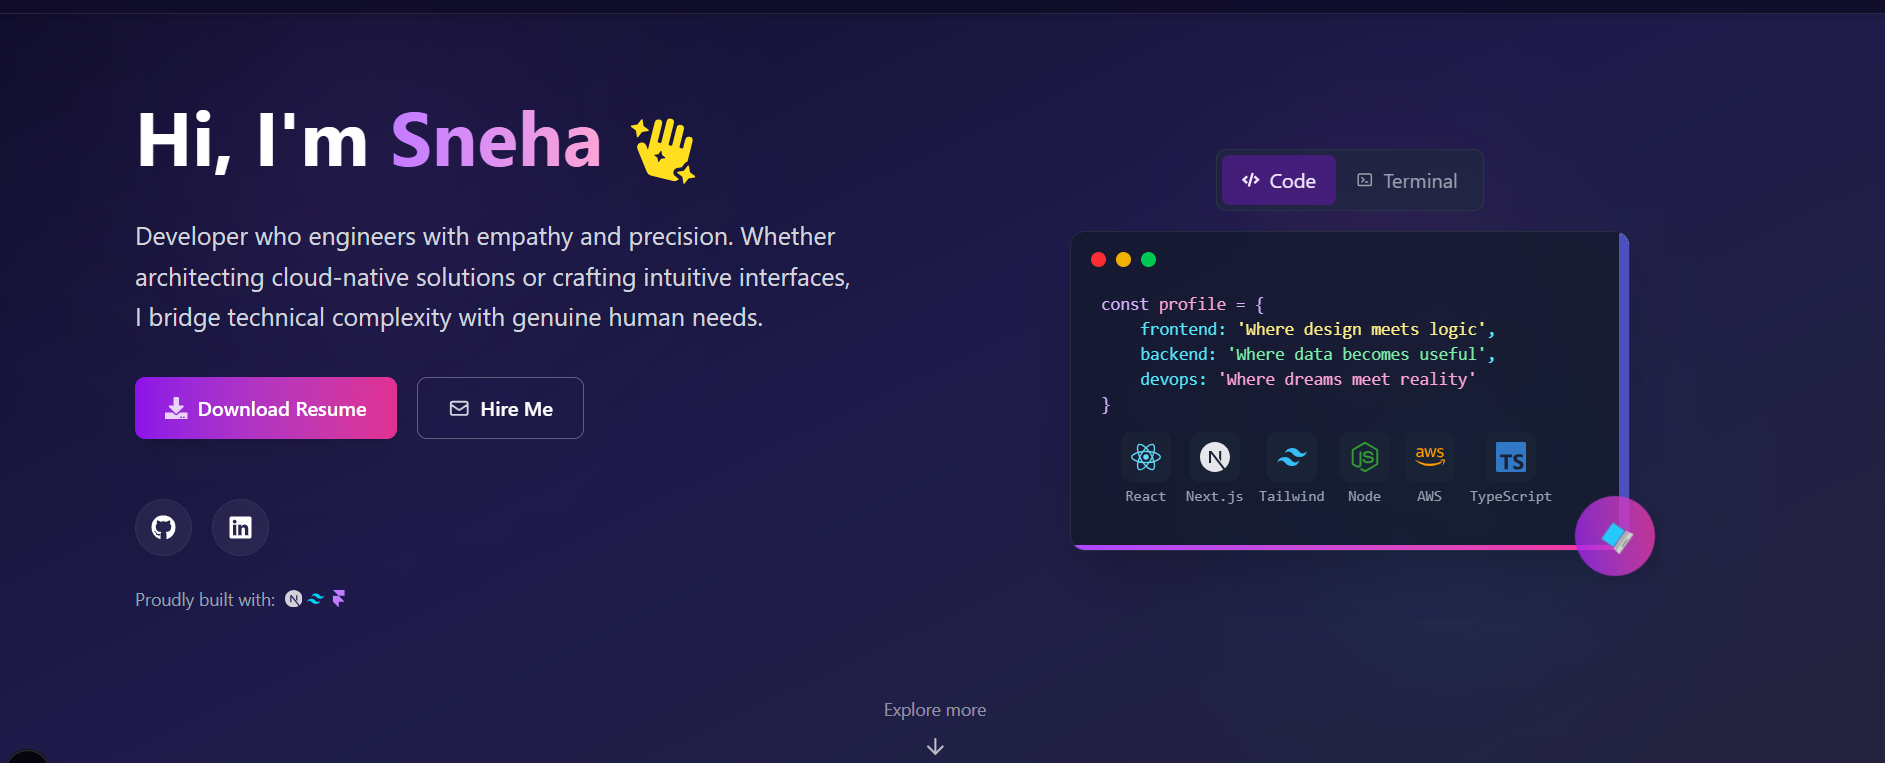 Hi, I'm Sneha
Developer who engineers with empathy and precision. Whether
architecting cloud-native solutions or crafting intuitive interfaces,
I bridge technical complexity with genuine human needs.
Download Resume
Hire Me
in
Proudly built with: N
Code
Terminal
const profile = {
frontend: 'Where design meets logic',
backend: 'Where data becomes useful',
devops: 'Where dreams meet reality'
}
N JS aws TS
React Next.js Tailwind Node AWS TypeScript
Explore more